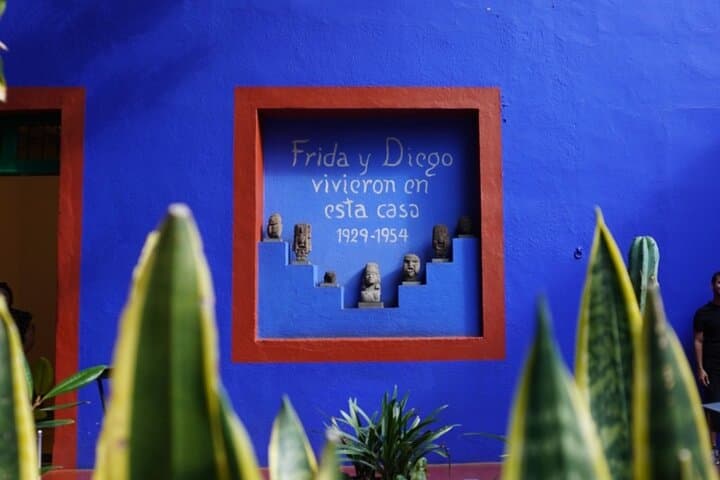 Frida y Diego
vivieron en
esta casa
1929-1954